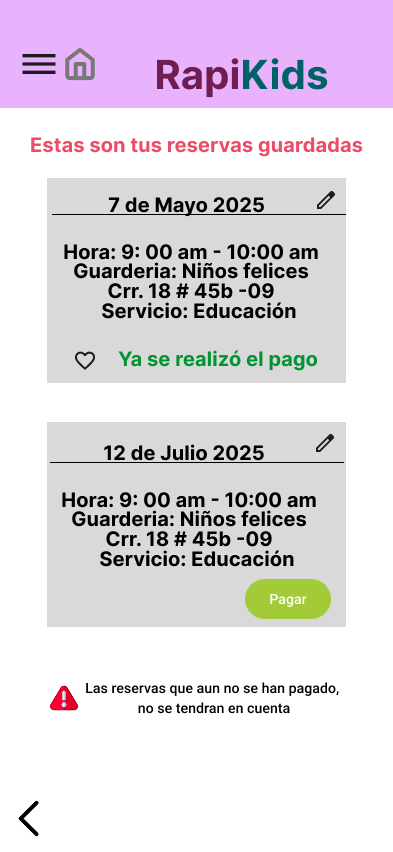 RapiKids
Estas son tus reservas guardadas
7 de Mayo 2025
Hora: 9: 00 am - 10:00 am
Guarderia: Niños felices
Crr. 18 # 45b -09
Servicio: Educación
Ya se realizó el pago
12 de Julio 2025
Hora: 9: 00 am - 10:00 am
Guarderia: Niños felices
Crr. 18 # 45b -09
Servicio: Educación
Pagar
Las reservas que aun no se han pagado,
no se tendran en cuenta